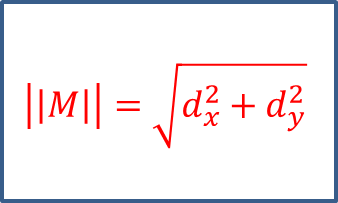 ||M|| = √(d_x^2 + d_y^2)